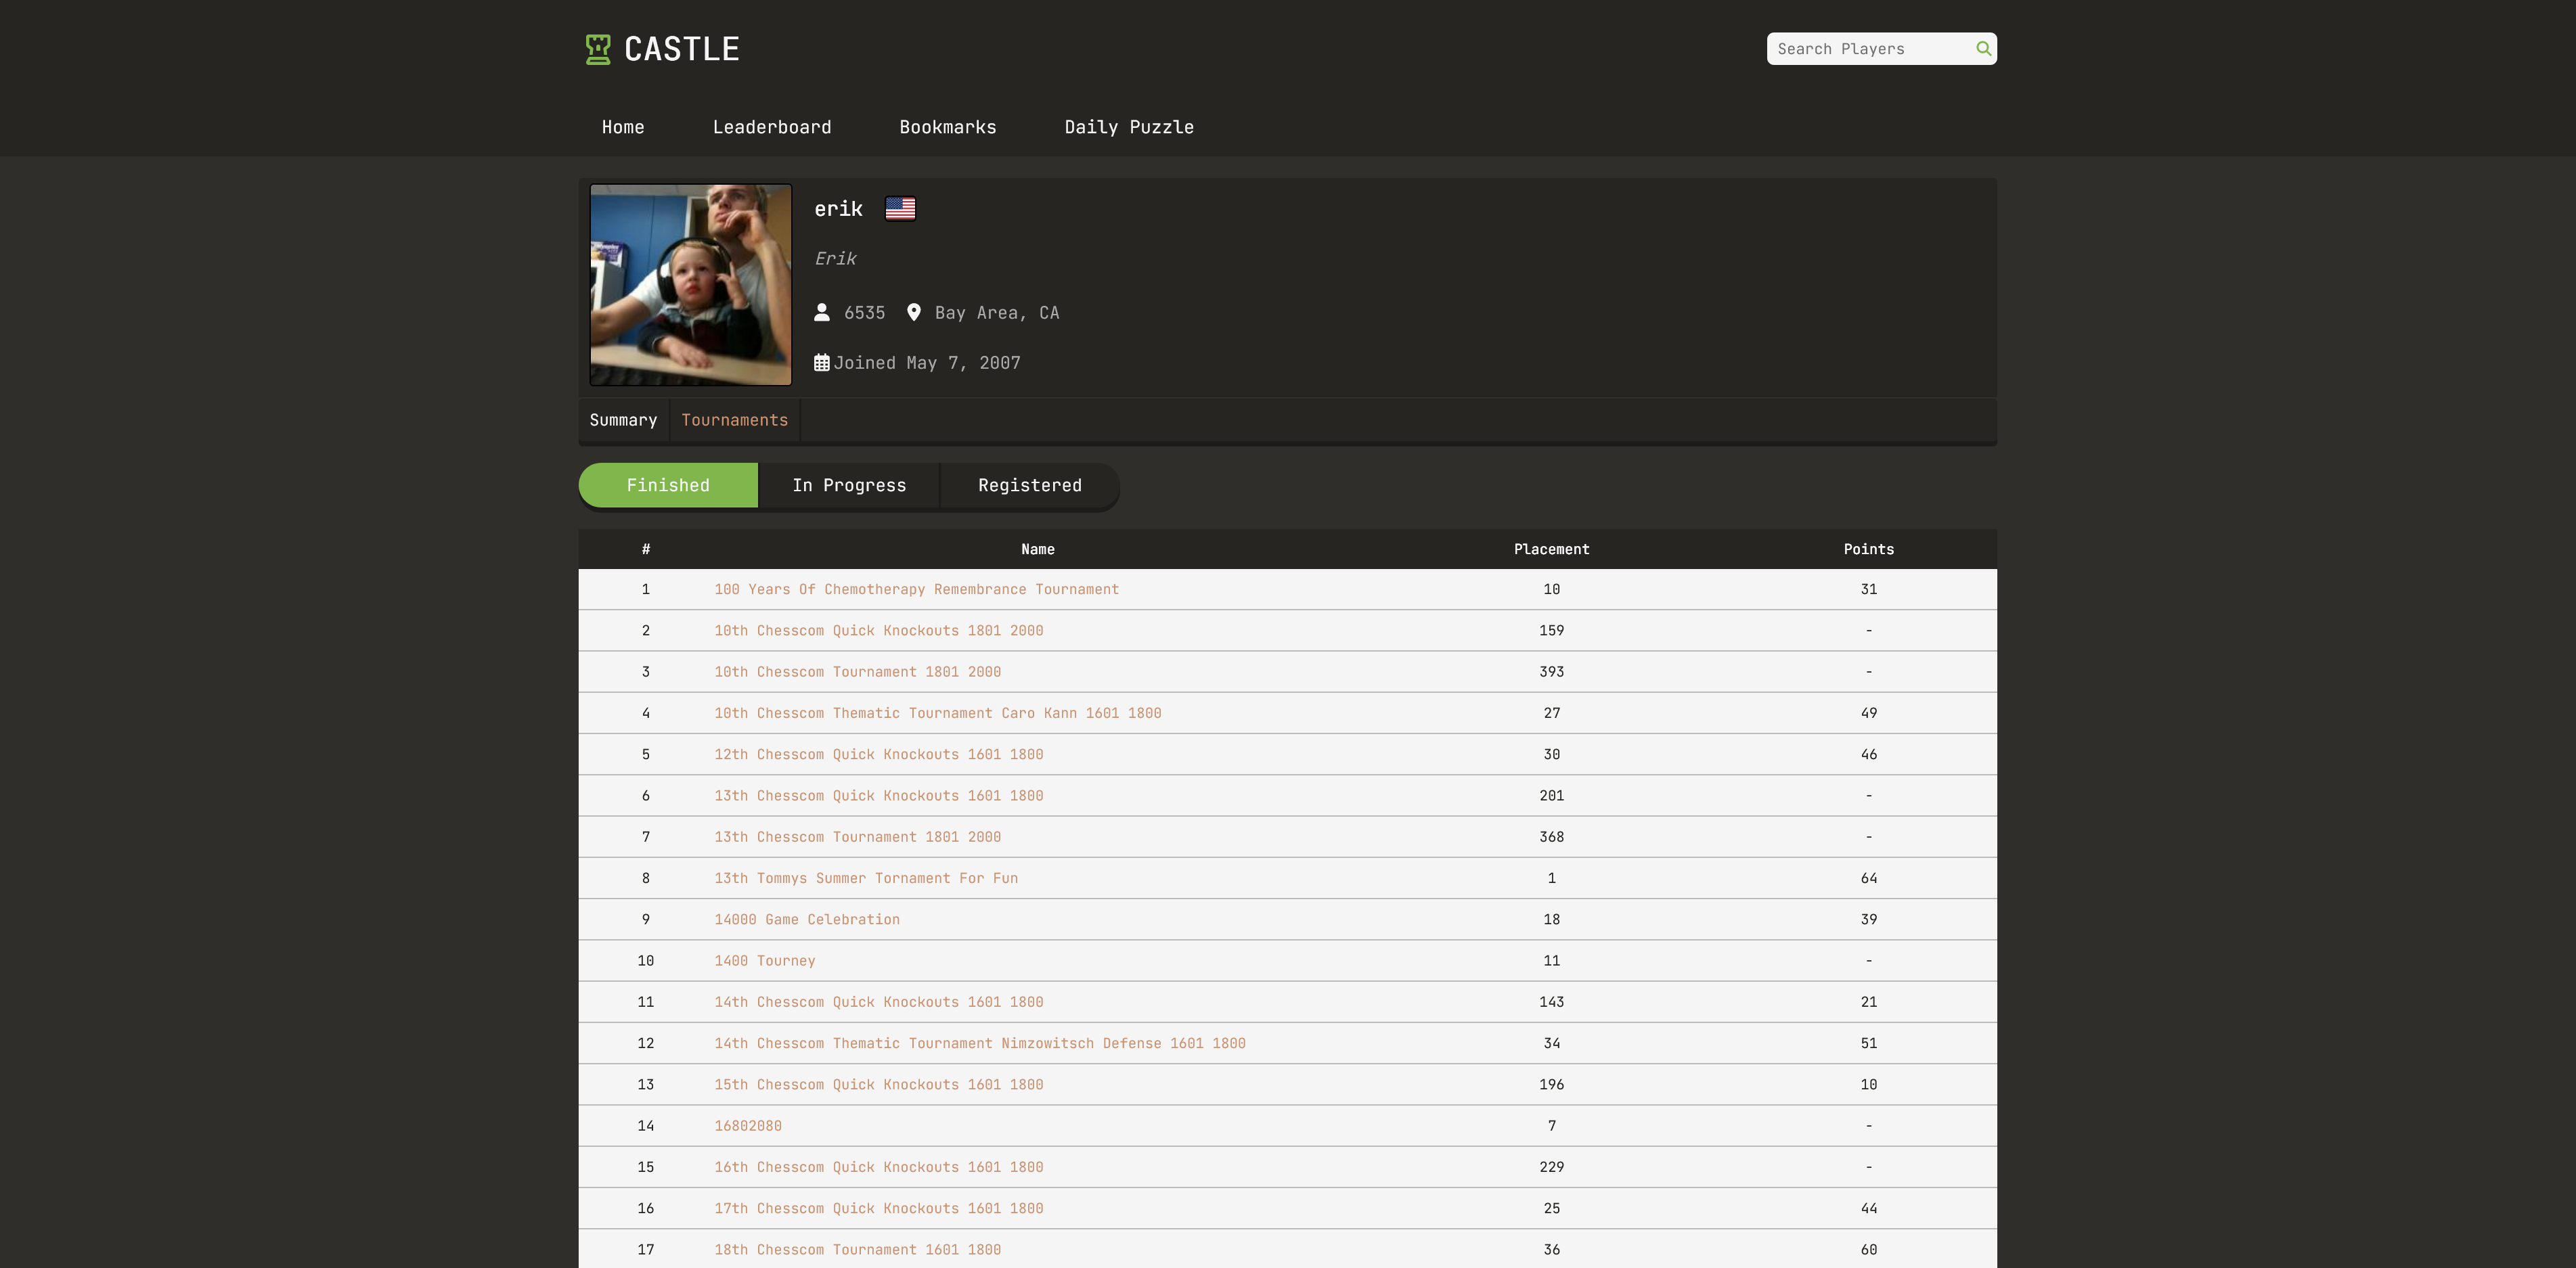 CASTLE
Search Players
Home Leaderboard Bookmarks Daily Puzzle
erik
Erik
6535 Bay Area, CA
Joined May 7, 2007
Summary Tournaments
Finished In Progress Registered
# Name Placement Points
1 100 Years Of Chemotherapy Remembrance Tournament 10 31
2 10th Chesscom Quick Knockouts 1801 2000 159 -
3 10th Chesscom Tournament 1801 2000 393 -
4 10th Chesscom Thematic Tournament Caro Kann 1601 1800 27 49
5 12th Chesscom Quick Knockouts 1601 1800 30 46
6 13th Chesscom Quick Knockouts 1601 1800 201 -
7 13th Chesscom Tournament 1801 2000 368 -
8 13th Tommys Summer Tornament For Fun 1 64
9 14000 Game Celebration 18 39
10 1400 Tourney 11 -
11 14th Chesscom Quick Knockouts 1601 1800 143 21
12 14th Chesscom Thematic Tournament Nimzowitsch Defense 1601 1800 34 51
13 15th Chesscom Quick Knockouts 1601 1800 196 10
14 16802080 7 -
15 16th Chesscom Quick Knockouts 1601 1800 229 -
16 17th Chesscom Quick Knockouts 1601 1800 25 44
17 18th Chesscom Tournament 1601 1800 36 60